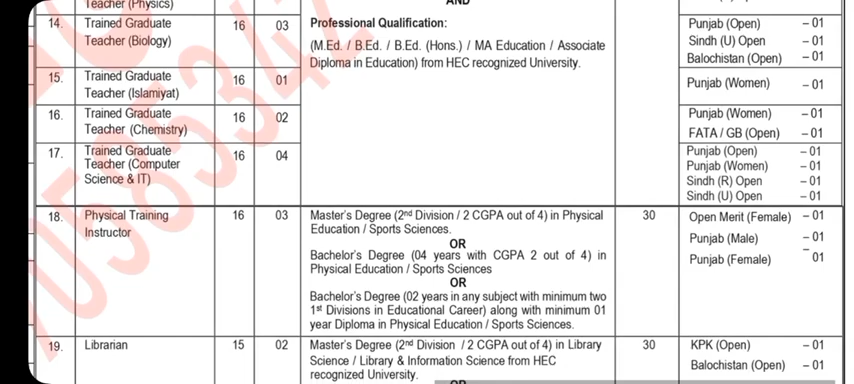 Teacher (Physics)
AND
14. Trained Graduate Teacher (Biology) 16 03
Professional Qualification:
(M.Ed. / B.Ed. / B.Ed. (Hons.) / MA Education / Associate
Diploma in Education) from HEC recognized University.
Punjab (Open) – 01
Sindh (U) Open – 01
Balochistan (Open) – 01
15. Trained Graduate
Teacher (Islamiyat) 16 01
Punjab (Women) – 01
16. Trained Graduate
Teacher (Chemistry) 16 02
Punjab (Women) – 01
FATA / GB (Open) – 01
17. Trained Graduate
Teacher (Computer
Science & IT) 16 04
Punjab (Open) – 01
Punjab (Women) – 01
Sindh (R) Open – 01
Sindh (U) Open – 01
18. Physical Training
Instructor 16 03
Master's Degree (2nd Division / 2 CGPA out of 4) in Physical
Education / Sports Sciences.
OR
Bachelor's Degree (04 years with CGPA 2 out of 4) in
Physical Education / Sports Sciences
OR
Bachelor's Degree (02 years in any subject with minimum two
1st Divisions in Educational Career) along with minimum 01
year Diploma in Physical Education / Sports Sciences.
30
Open Merit (Female) – 01
Punjab (Male) – 01
Punjab (Female) – 01
19. Librarian 15 02
Master's Degree (2nd Division / 2 CGPA out of 4) in Library
Science / Library & Information Science from HEC
recognized University.
30
KPK (Open) – 01
Balochistan (Open) – 01